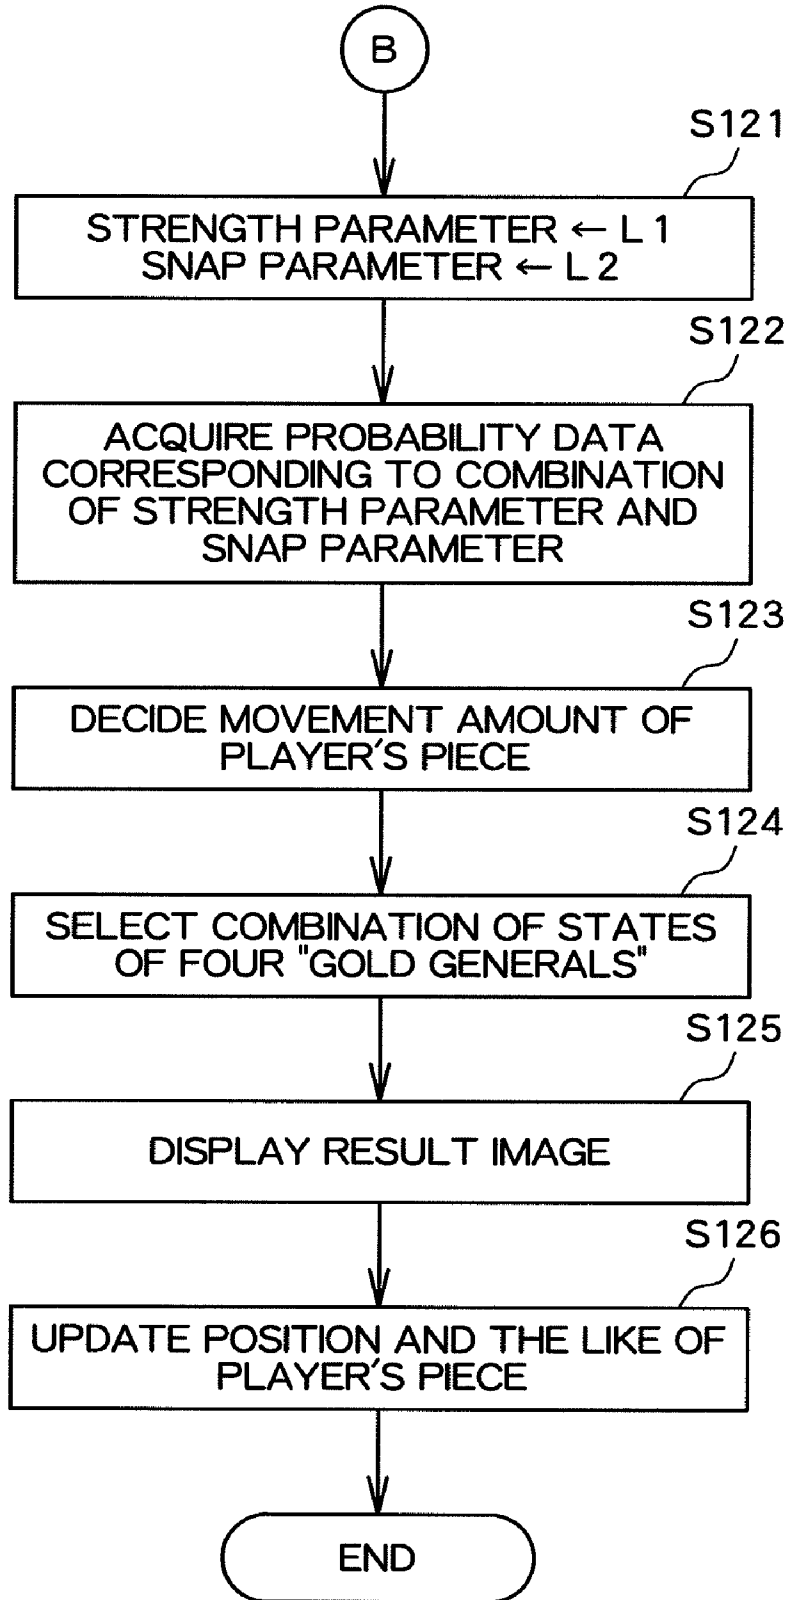 B
S121
STRENGTH PARAMETER ← L1
SNAP PARAMETER ← L2
S122
ACQUIRE PROBABILITY DATA
CORRESPONDING TO COMBINATION
OF STRENGTH PARAMETER AND
SNAP PARAMETER
S123
DECIDE MOVEMENT AMOUNT OF
PLAYER'S PIECE
S124
SELECT COMBINATION OF STATES
OF FOUR "GOLD GENERALS"
S125
DISPLAY RESULT IMAGE
S126
UPDATE POSITION AND THE LIKE OF
PLAYER'S PIECE
END